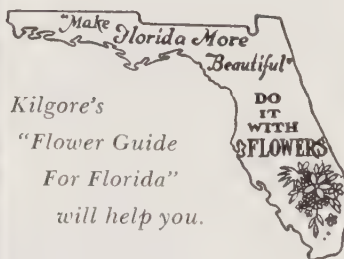 "Make
Florida More
Beautiful"
DO
IT
WITH
FLOWERS
Kilgore's
"Flower Guide
For Florida"
will help you.